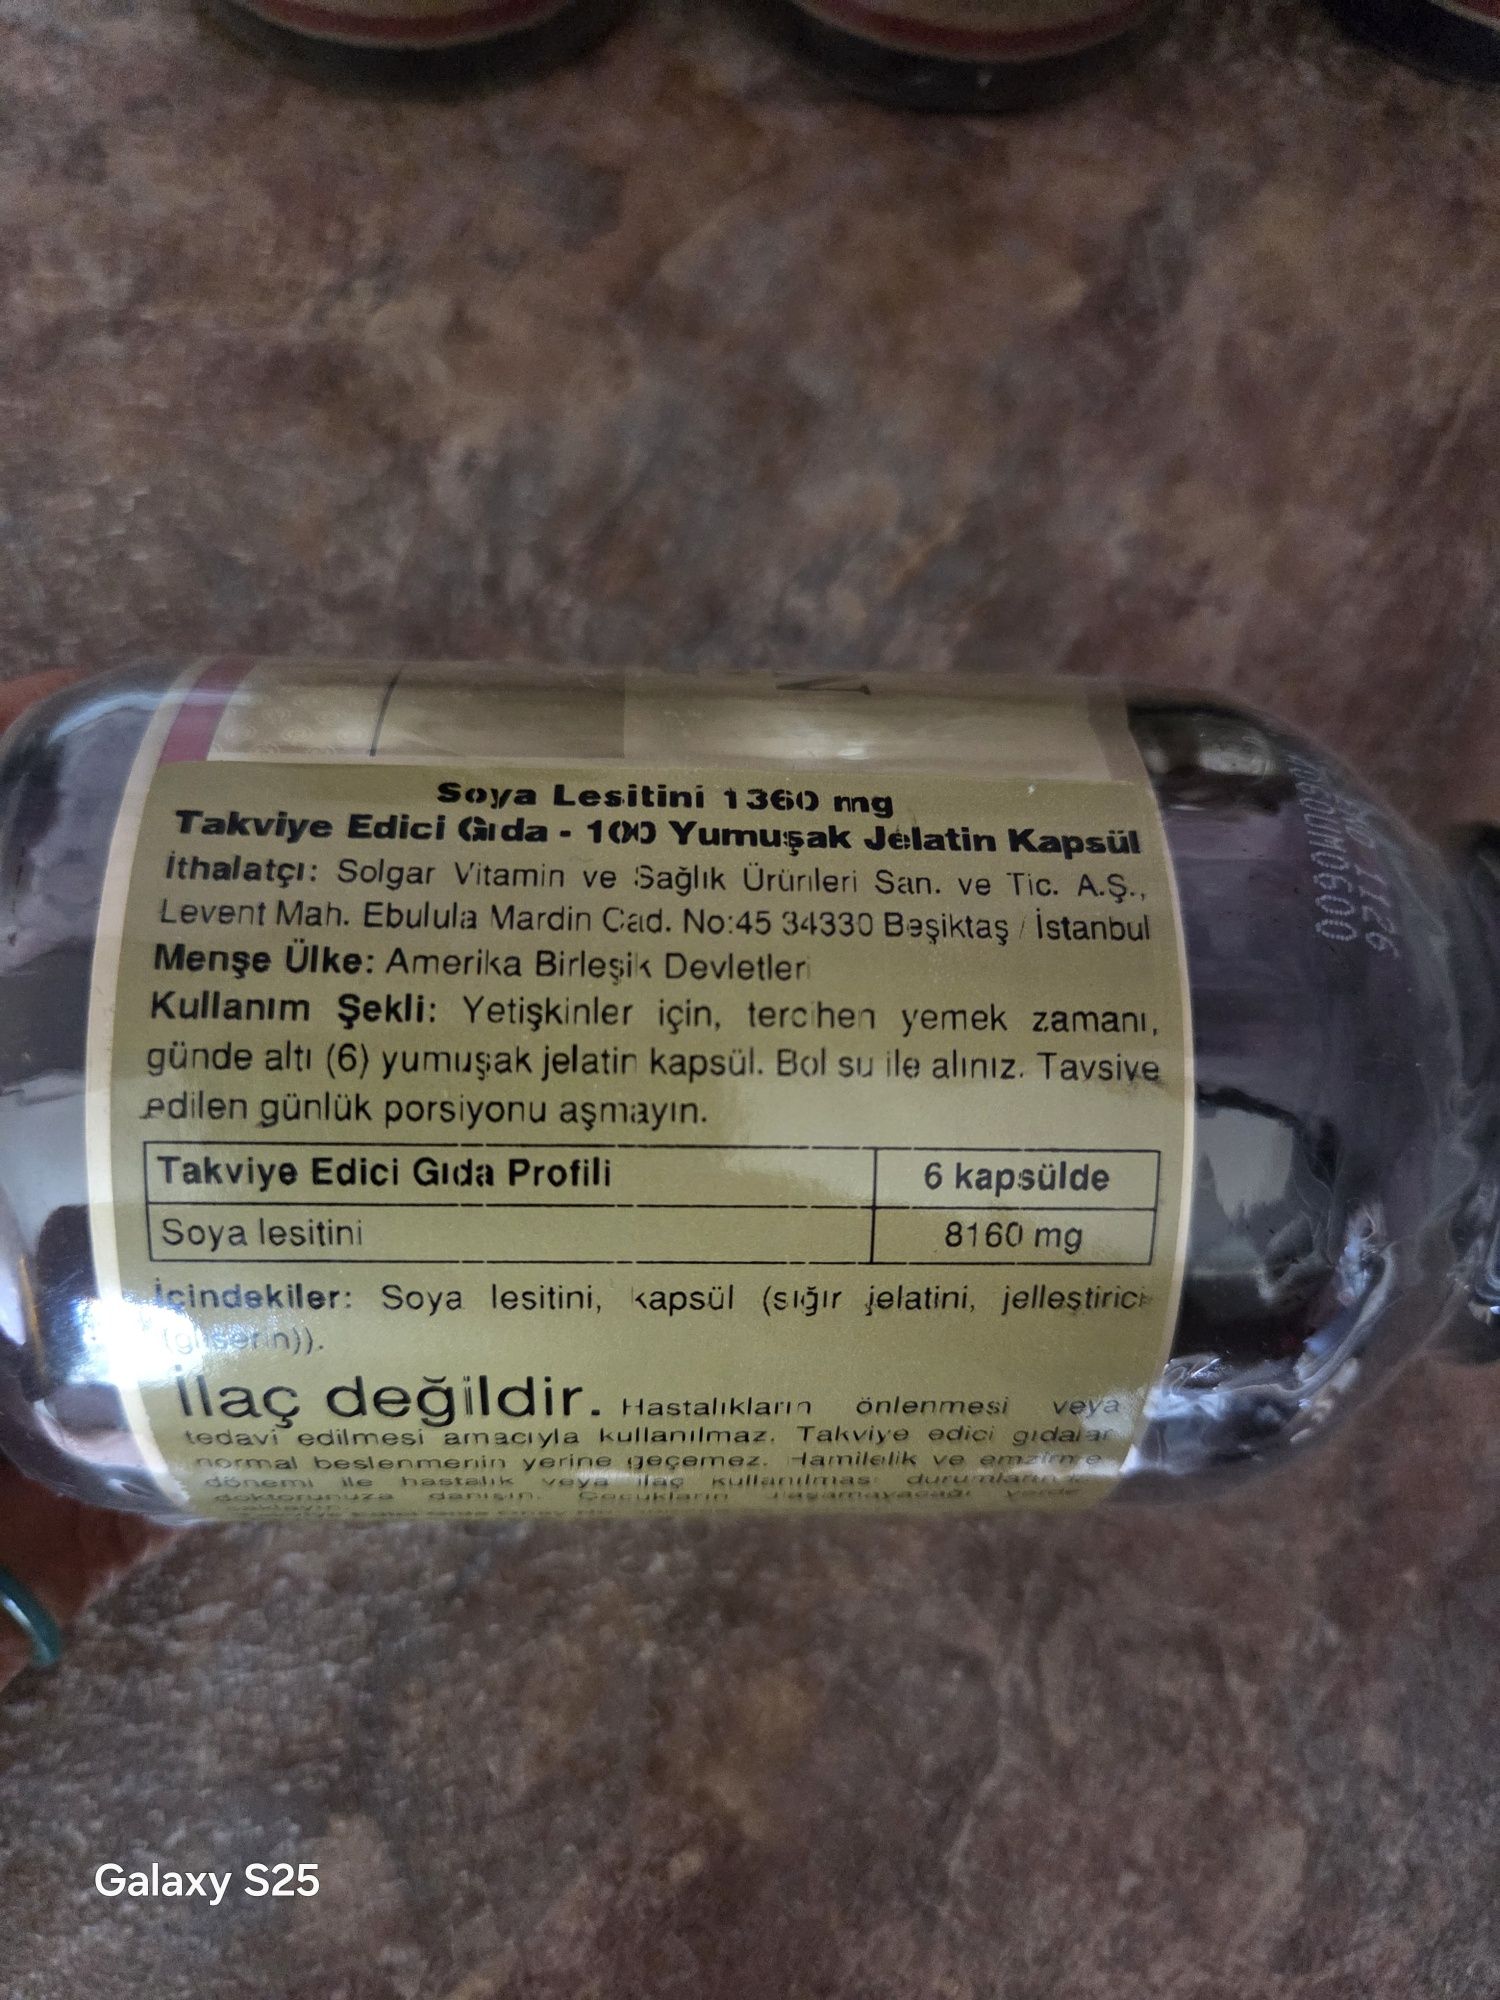 Soya Lesitini 1360 mg
Takviye Edici Gıda - 100 Yumuşak Jelatin Kapsül
İthalatçı: Solgar Vitamin ve Sağlık Ürünleri San. ve Tic. A.Ş.,
Levent Mah. Ebulula Mardin Cad. No:45 34330 Beşiktaş / İstanbul
Menşe Ülke: Amerika Birleşik Devletleri
Kullanım Şekli: Yetişkinler için, tercihen yemek zamanı,
günde altı (6) yumuşak jelatin kapsül. Bol su ile alınız. Tavsiye
edilen günlük porsiyonu aşmayın.
Takviye Edici Gıda Profili 6 kapsülde
Soya lesitini 8160 mg
İçindekiler: Soya lesitini, kapsül (sığır jelatini, jelleştirici
(gliserin)).
İlaç değildir. Hastalıkların önlenmesi veya
tedavi edilmesi amacıyla kullanılmaz. Takviye edici gıdalar
normal beslenmenin yerine geçemez. Hamilelik ve emzirme
dönemi ile hastalık veya ilaç kullanılması durumlarında
doktorunuza danışın. Çocukların ulaşamayacağı yerde
Galaxy S25